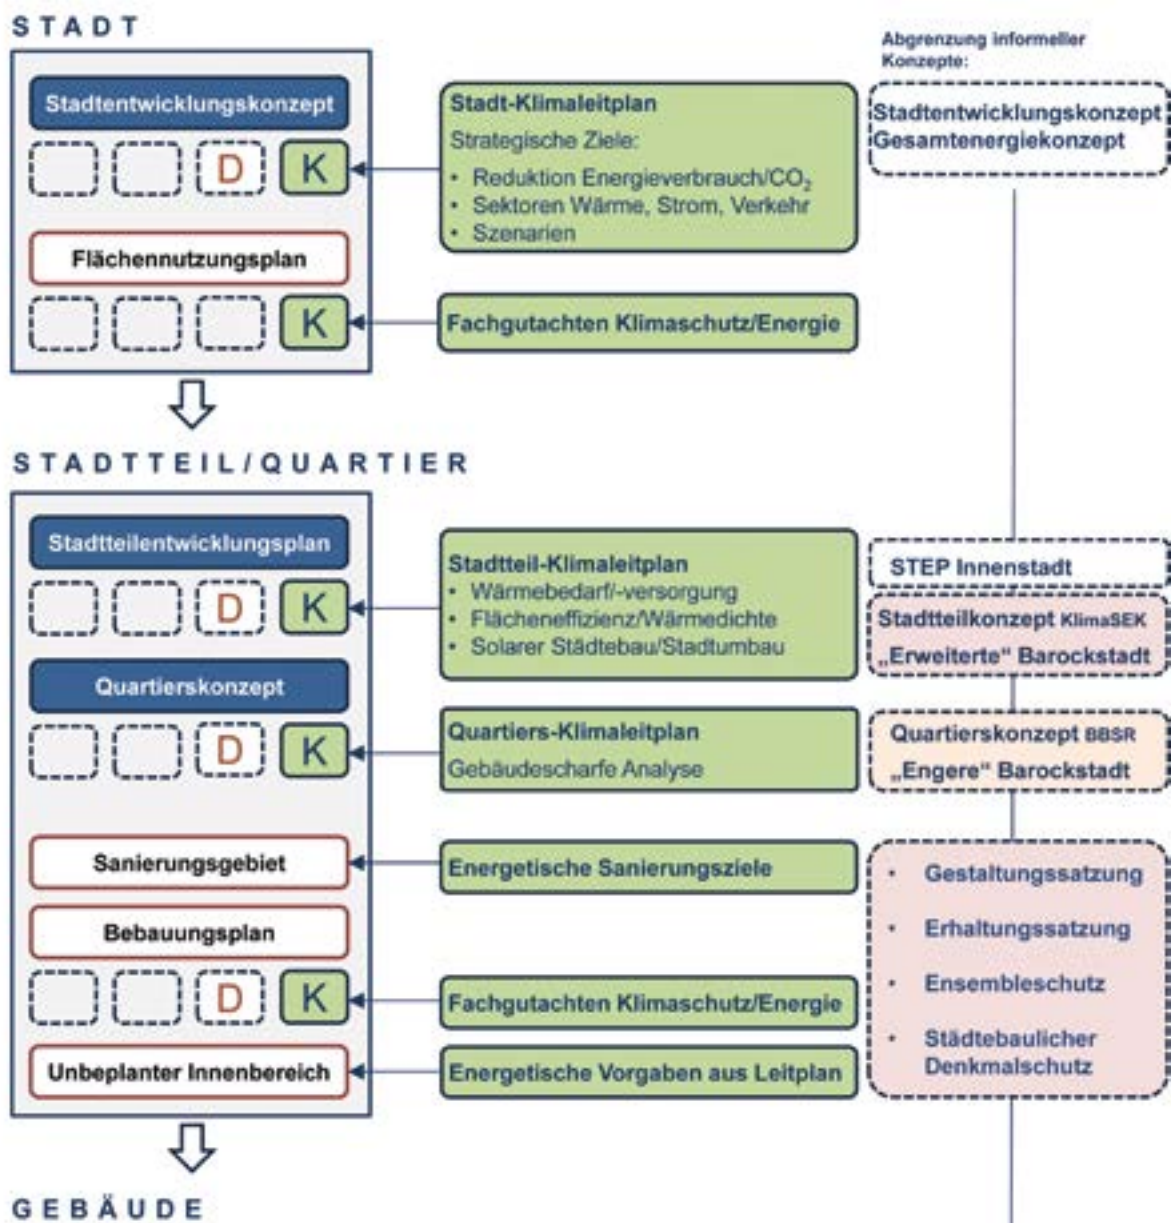 STADT
Abgrenzung informeller
Konzepte:
Stadtentwicklungskonzept
D K
Flächennutzungsplan
K
Stadt-Klimaleitplan
Strategische Ziele:
• Reduktion Energieverbrauch/CO₂
• Sektoren Wärme, Strom, Verkehr
• Szenarien
Fachgutachten Klimaschutz/Energie
Stadtentwicklungskonzept
Gesamtenergiekonzept
STADTTEIL/QUARTIER
Stadtteilentwicklungsplan
D K
Quartierskonzept
D K
Sanierungsgebiet
Bebauungsplan
D K
Unbeplanter Innenbereich
Stadtteil-Klimaleitplan
• Wärmebedarf/-versorgung
• Flächeneffizienz/Wärmedichte
• Solarer Städtebau/Stadtumbau
Quartiers-Klimaleitplan
Gebäudescharfe Analyse
Energetische Sanierungsziele
Fachgutachten Klimaschutz/Energie
Energetische Vorgaben aus Leitplan
STEP Innenstadt
Stadtteilkonzept KlimaSEK
„Erweiterte“ Barockstadt
Quartierskonzept BBSR
„Engere“ Barockstadt
• Gestaltungssatzung
• Erhaltungssatzung
• Ensembleschutz
• Städtebaulicher
Denkmalschutz
GEBÄUDE